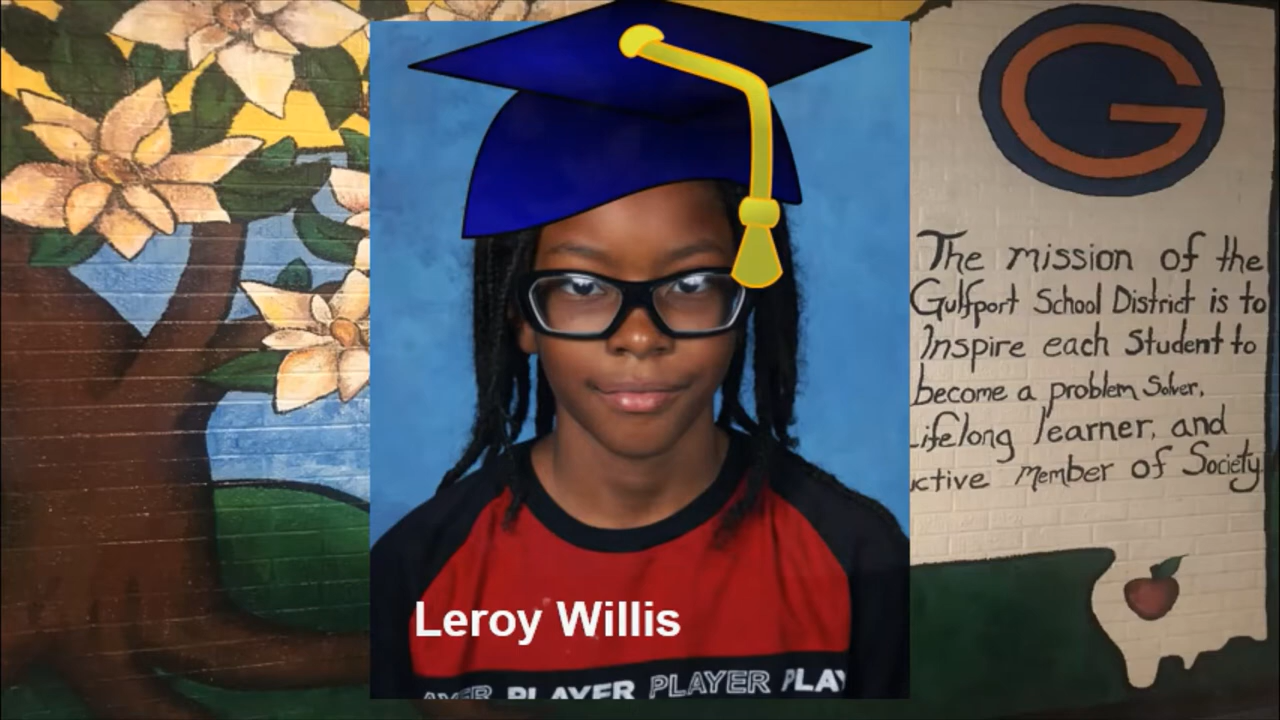 G
The mission of the
Gulfport School District is to
Inspire each Student to
become a problem Solver,
Lifelong learner, and
ctive Member of Society
Leroy Willis
PLAYER PLAYER